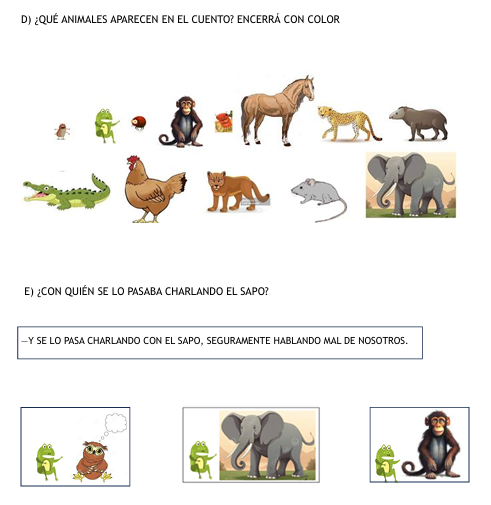 D) ¿QUÉ ANIMALES APARECEN EN EL CUENTO? ENCERRÁ CON COLOR
E) ¿CON QUIÉN SE LO PASABA CHARLANDO EL SAPO?
—Y SE LO PASA CHARLANDO CON EL SAPO, SEGURAMENTE HABLANDO MAL DE NOSOTROS.